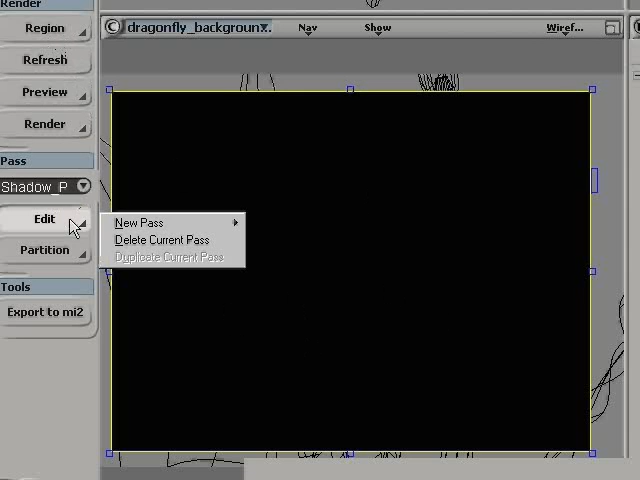 Render
Region
Refresh
Preview
Render
Pass
Shadow_P
Edit
Partition
Tools
Export to mi2
C dragonfly_backgroun... Nav Show Wiref...
New Pass
Delete Current Pass
Duplicate Current Pass